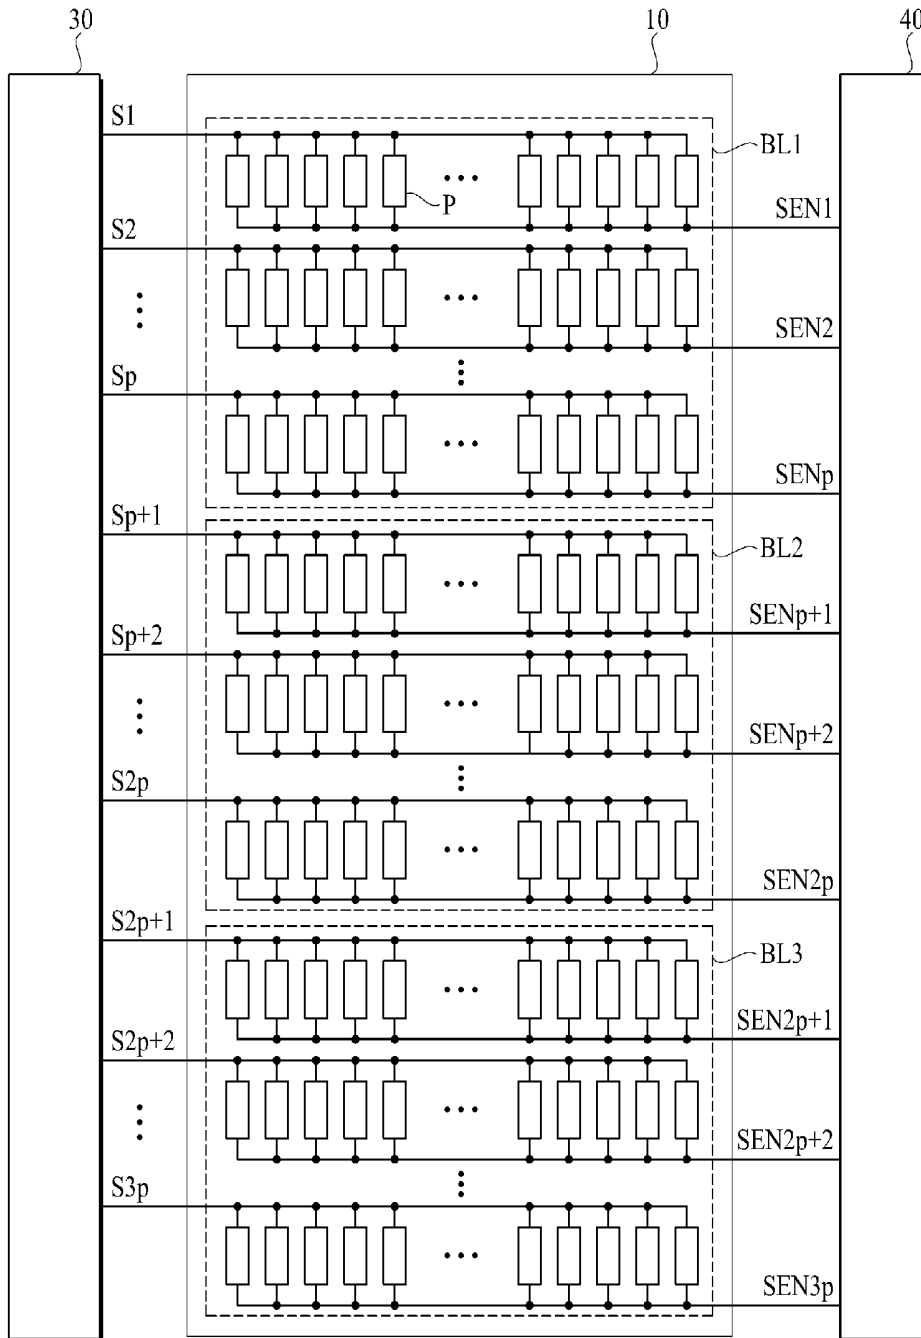 30
10
40
S1
BL1
P
SEN1
S2
SEN2
Sp
SENp
Sp+1
BL2
SENp+1
Sp+2
SENp+2
S2p
SEN2p
S2p+1
BL3
SEN2p+1
S2p+2
SEN2p+2
S3p
SEN3p